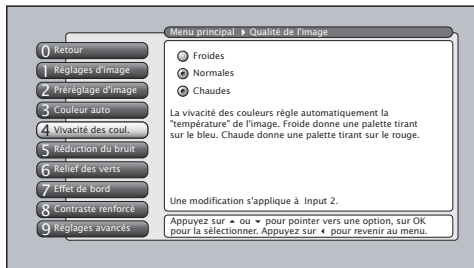 Menu principal ▶ Qualité de l'image
0 Retour
1 Réglages d'image
2 Préréglage d'image
3 Couleur auto
4 Vivacité des coul.
5 Réduction du bruit
6 Relief des verts
7 Effet de bord
8 Contraste renforcé
9 Réglages avancés
Froides
Normales
Chaudes
La vivacité des couleurs règle automatiquement la
"température" de l'image. Froide donne une palette tirant
sur le bleu. Chaude donne une palette tirant sur le rouge.
Une modification s'applique à Input 2.
Appuyez sur ▲ ou ▼ pour pointer vers une option, sur OK
pour la sélectionner. Appuyez sur ◀ pour revenir au menu.